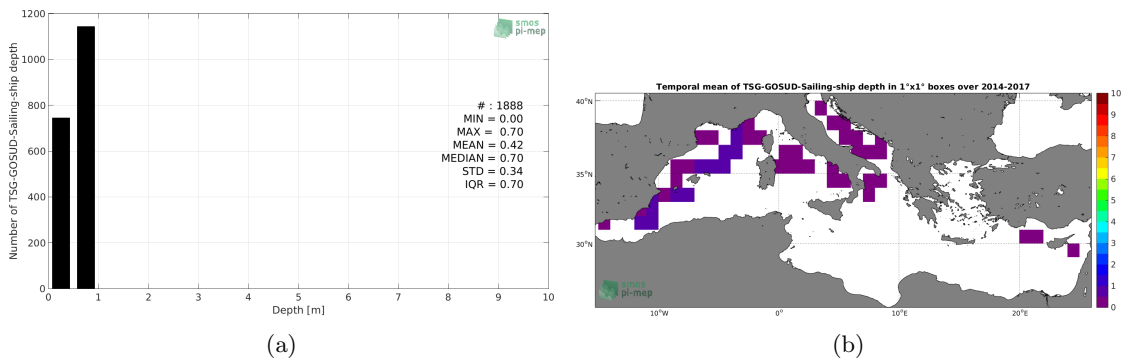 1200
1000
800
600
400
200
0
0 1 2 3 4 5 6 7 8 9 10
Number of TSG-GOSUD-Sailing-ship depth
Depth [m]
smos
pi-mep
# : 1888
MIN = 0.00
MAX = 0.70
MEAN = 0.42
MEDIAN = 0.70
STD = 0.34
IQR = 0.70
(a)
Temporal mean of TSG-GOSUD-Sailing-ship depth in 1°x1° boxes over 2014-2017
40°N
35°N
30°N
10°W 0° 10°E 20°E
smos
pi-mep
10
9
8
7
6
5
4
3
2
1
0
(b)